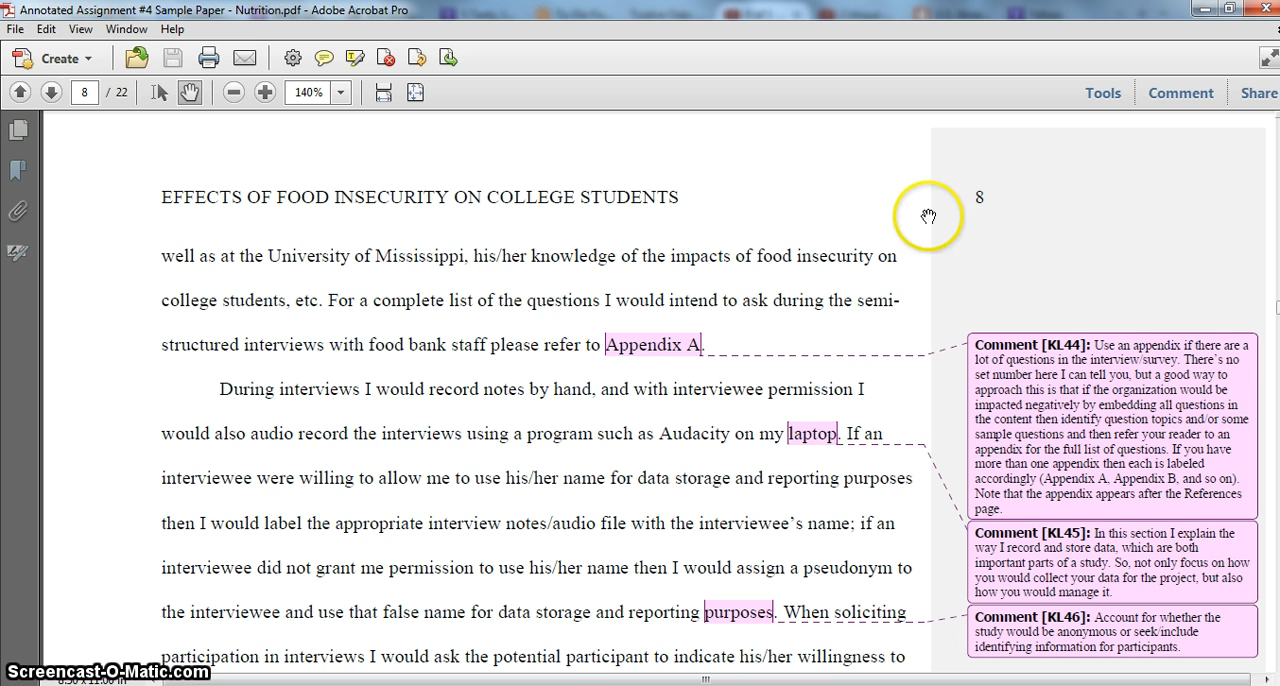 Annotated Assignment #4 Sample Paper - Nutrition.pdf - Adobe Acrobat Pro
File Edit View Window Help
Create
8 / 22 140% Tools Comment Share
EFFECTS OF FOOD INSECURITY ON COLLEGE STUDENTS 8
well as at the University of Mississippi, his/her knowledge of the impacts of food insecurity on
college students, etc. For a complete list of the questions I would intend to ask during the semi-
structured interviews with food bank staff please refer to Appendix A.
During interviews I would record notes by hand, and with interviewee permission I
would also audio record the interviews using a program such as Audacity on my laptop. If an
interviewee were willing to allow me to use his/her name for data storage and reporting purposes
then I would label the appropriate interview notes/audio file with the interviewee's name; if an
interviewee did not grant me permission to use his/her name then I would assign a pseudonym to
the interviewee and use that false name for data storage and reporting purposes. When soliciting
participation in interviews I would ask the potential participant to indicate his/her willingness to
Comment [KL44]: Use an appendix if there are a
lot of questions in the interview/survey. There's no
set number here I can tell you, but a good way to
approach this is that if the organization would be
impacted negatively by embedding all questions in
the content then identify question topics and/or some
sample questions and then refer your reader to an
appendix for the full list of questions. If you have
more than one appendix then each is labeled
accordingly (Appendix A, Appendix B, and so on).
Note that the appendix appears after the References
page.
Comment [KL45]: In this section I explain the
way I record and store data, which are both
important parts of a study. So, not only focus on how
you would collect your data for the project, but also
how you would manage it.
Comment [KL46]: Account for whether the
study would be anonymous or seek/include
identifying information for participants.
Screencast-O-Matic.com